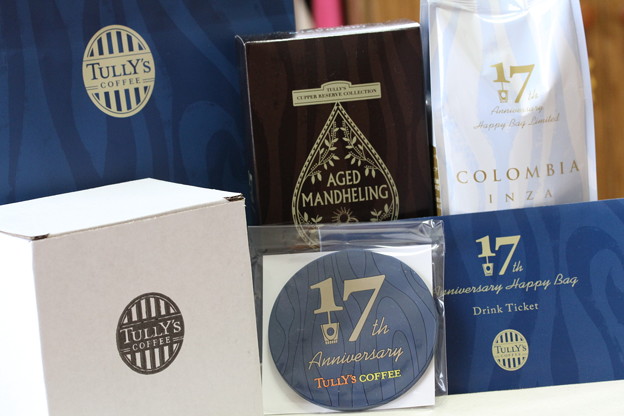 TULLY'S
COFFEE
TULLY'S
CUPPER RESERVE COLLECTION
AGED
MANDHELING
17th
Anniversary
Happy Bag Limited
COLOMBIA
INZA
TULLY'S
COFFEE
17th
Anniversary
TULLY'S COFFEE
17th
Anniversary Happy Bag
Drink Ticket
TULLY'S
COFFEE